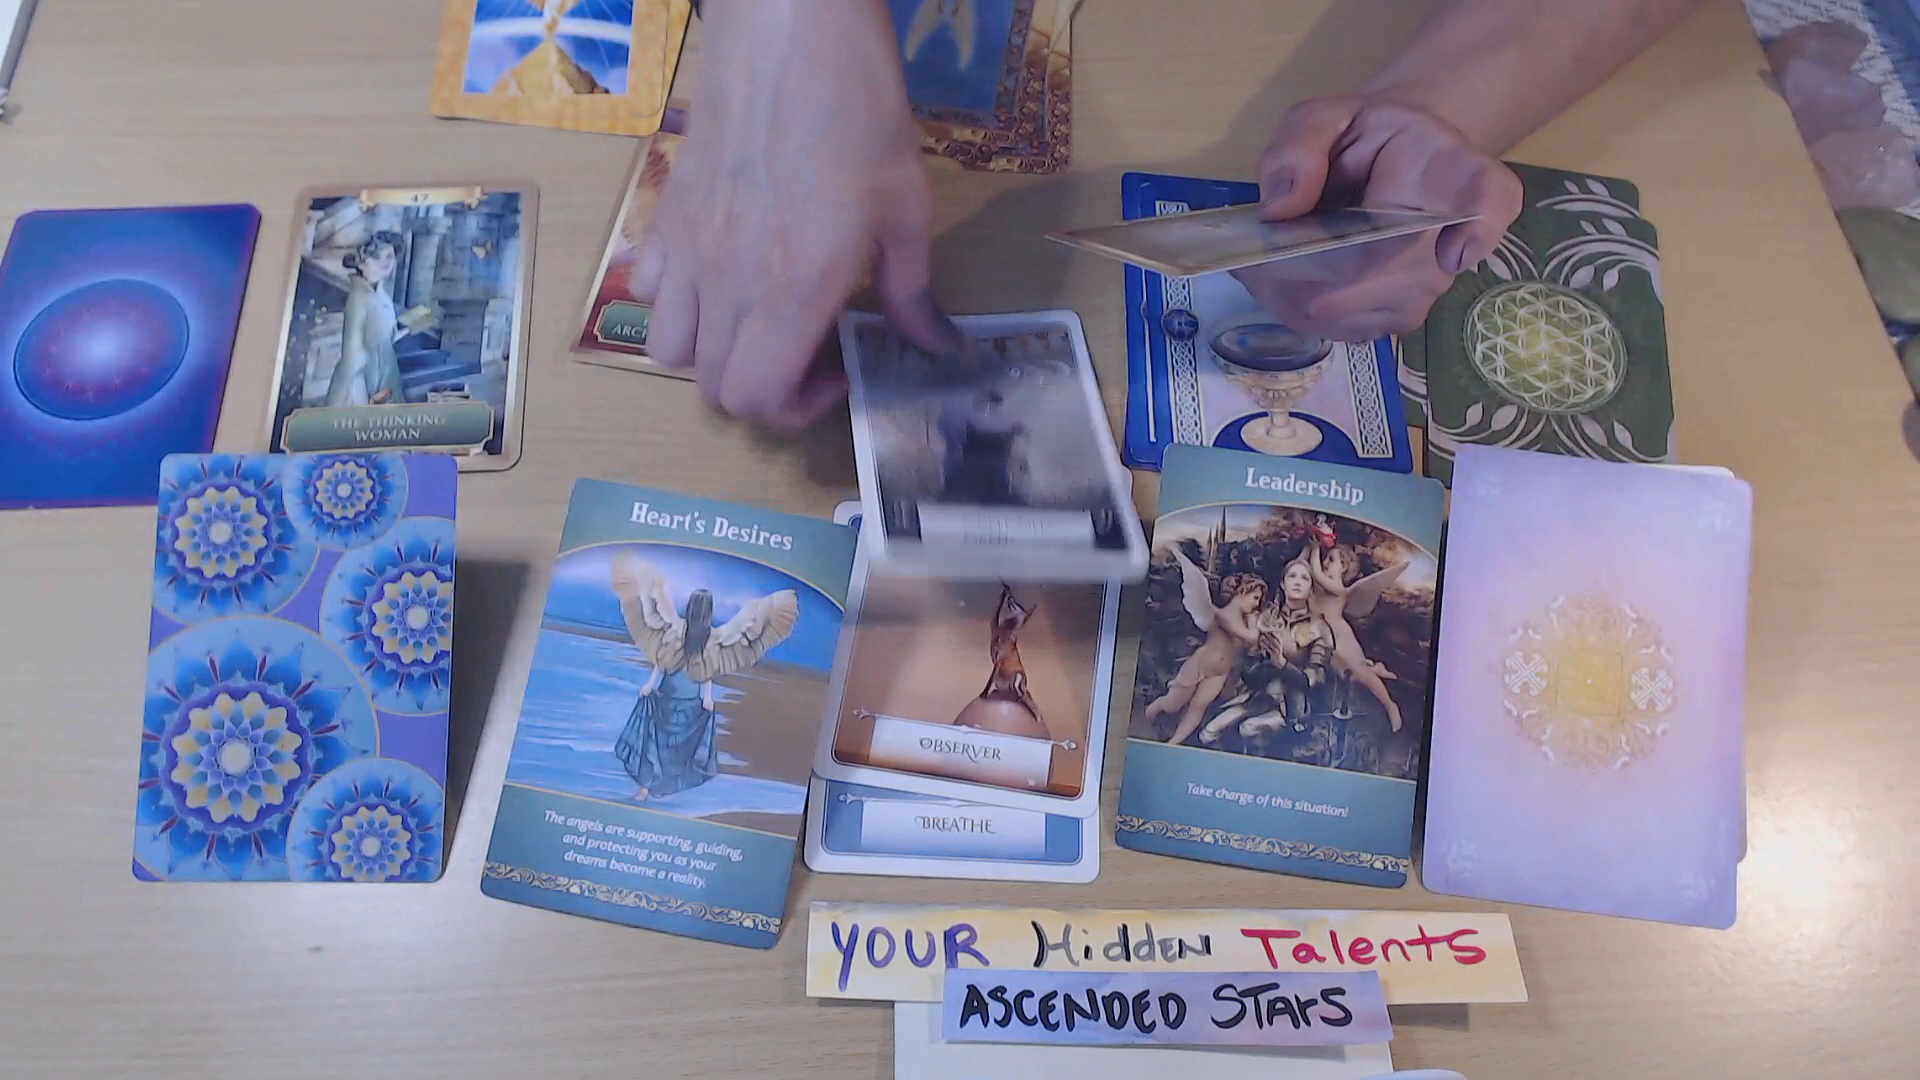 47
THE THINKING
WOMAN
ARC
Heart's Desires
The angels are supporting, guiding,
and protecting you as your
dreams become a reality.
OBSERVER
BREATHE
Leadership
Take charge of this situation!
YOUR Hidden Talents
ASCENDED STArS